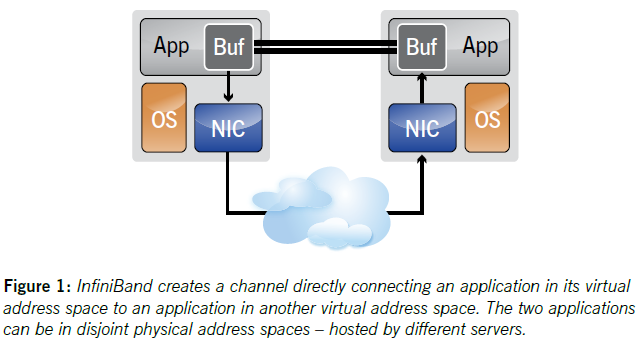 App Buf Buf App
OS NIC NIC OS
Figure 1: InfiniBand creates a channel directly connecting an application in its virtual
address space to an application in another virtual address space. The two applications
can be in disjoint physical address spaces – hosted by different servers.